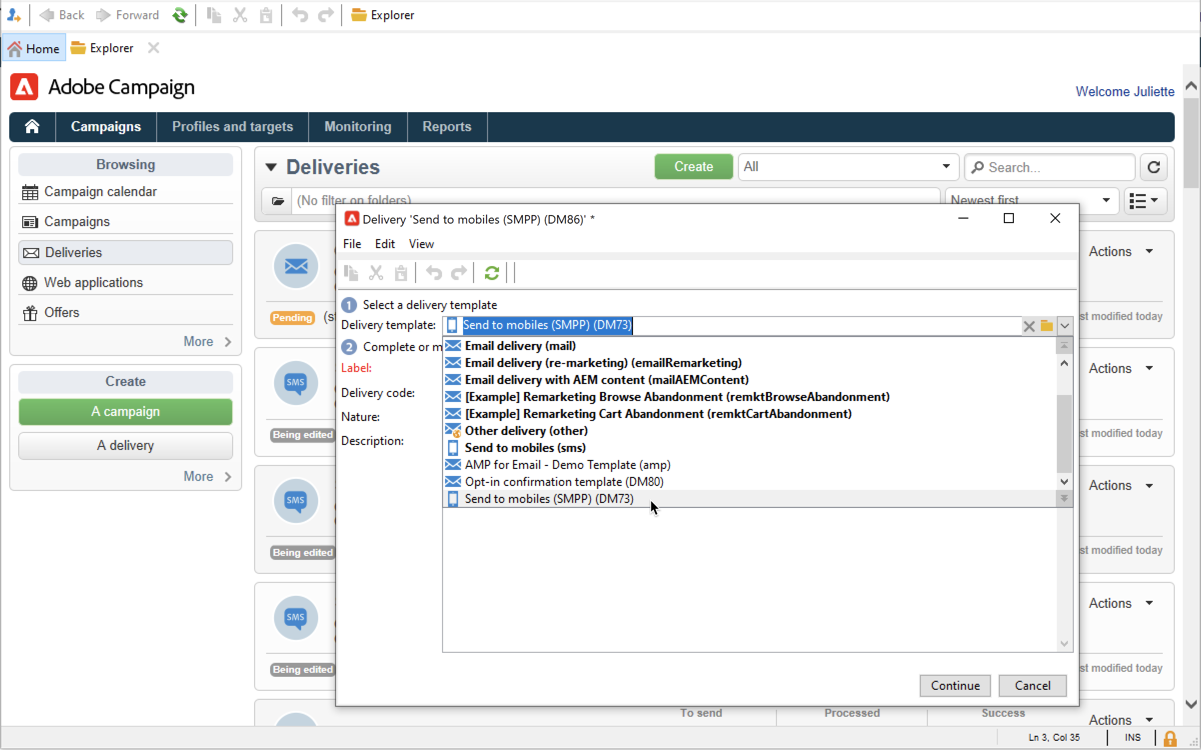 Back Forward Explorer
Home Explorer
Adobe Campaign
Welcome Juliette
Campaigns Profiles and targets Monitoring Reports
Browsing
Campaign calendar
Campaigns
Deliveries
Web applications
Offers
More
Create
A campaign
A delivery
More
Deliveries Create All Search...
(No filter on folders) Newest first
Actions
Pending (s st modified today
SMS Actions
Being edited st modified today
SMS Actions
Being edited st modified today
SMS Actions
Being edited st modified today
To send Processed Success Actions
Delivery 'Send to mobiles (SMPP) (DM86)' *
File Edit View
1 Select a delivery template
Delivery template: Send to mobiles (SMPP) (DM73)
2 Complete or m
Label:
Delivery code:
Nature:
Description:
Email delivery (mail)
Email delivery (re-marketing) (emailRemarketing)
Email delivery with AEM content (mailAEMContent)
[Example] Remarketing Browse Abandonment (remktBrowseAbandonment)
[Example] Remarketing Cart Abandonment (remktCartAbandonment)
Other delivery (other)
Send to mobiles (sms)
AMP for Email - Demo Template (amp)
Opt-in confirmation template (DM80)
Send to mobiles (SMPP) (DM73)
Continue Cancel
Ln 3, Col 35 INS